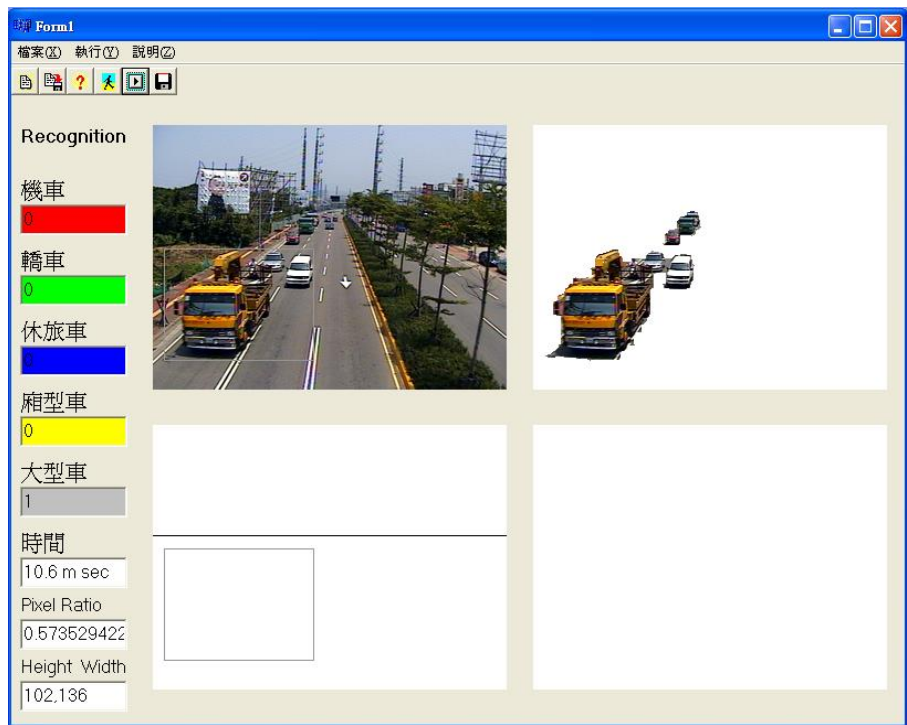 Form1
檔案(X) 執行(Y) 說明(Z)
?
Recognition
機車
0
轎車
0
休旅車
0
廂型車
0
大型車
1
時間
10.6 m sec
Pixel Ratio
0.573529422
Height Width
102,136